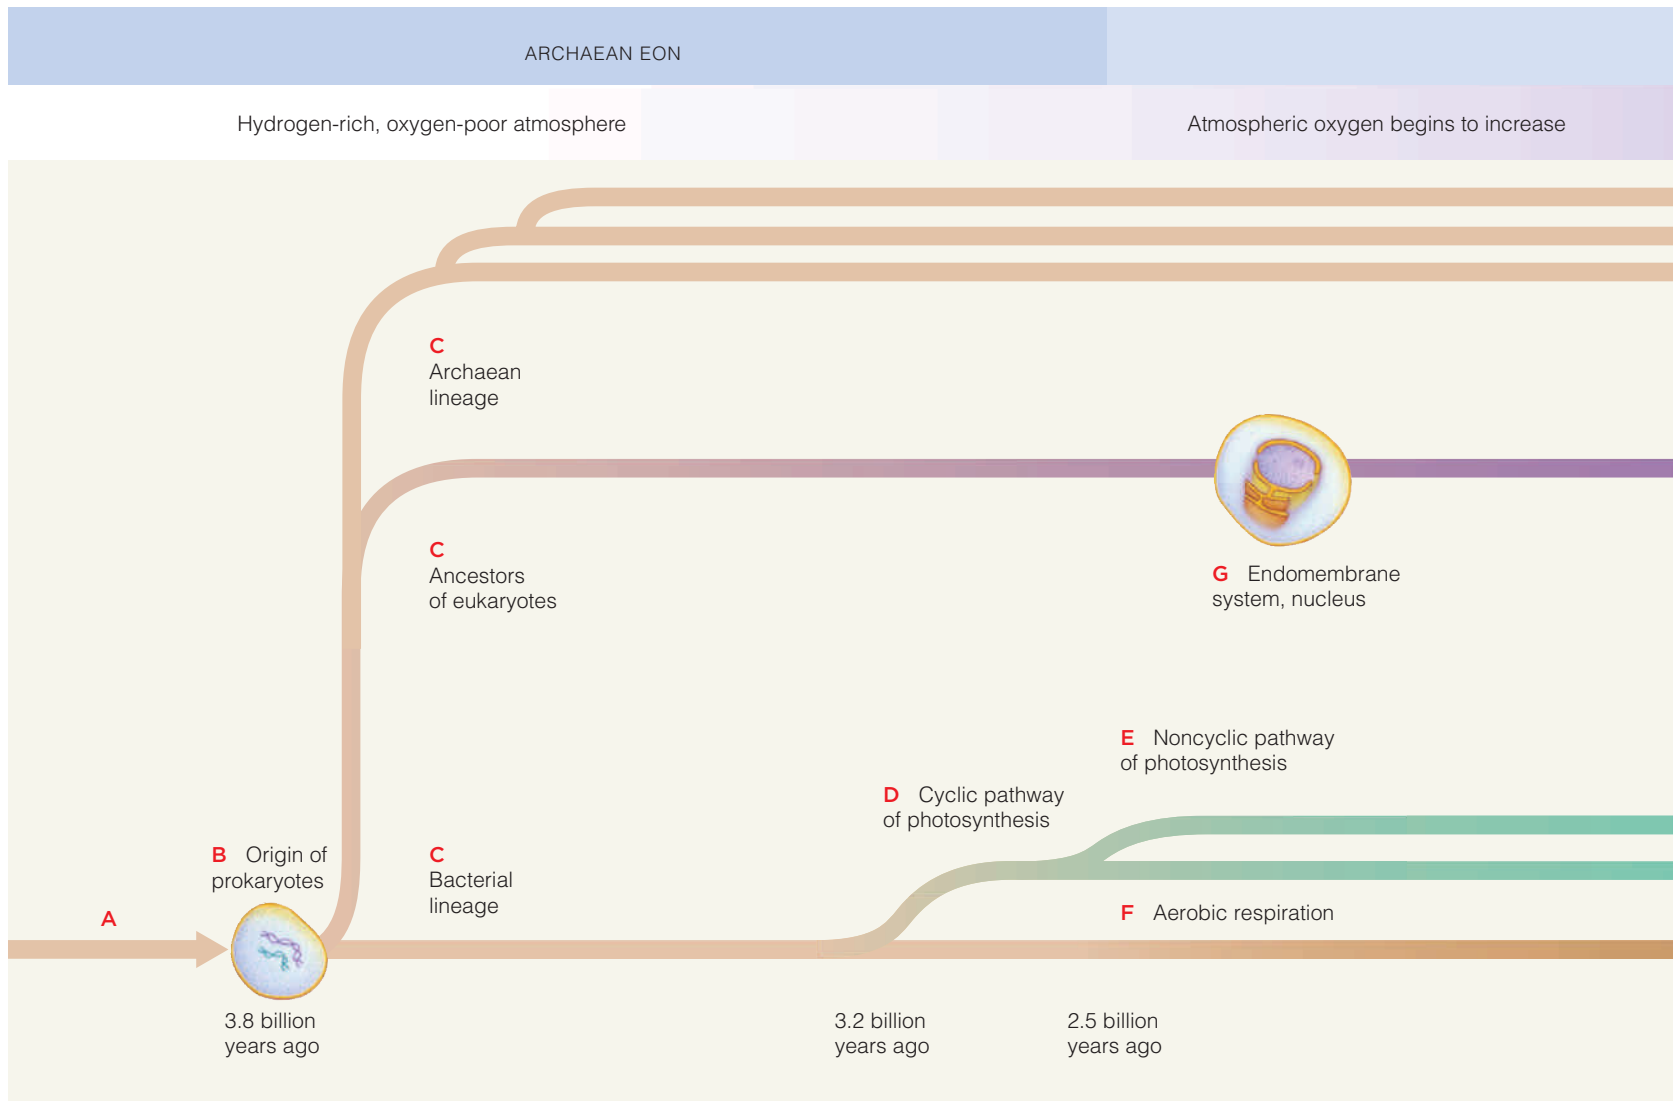 ARCHAEAN EON
Hydrogen-rich, oxygen-poor atmosphere
Atmospheric oxygen begins to increase
C
Archaean
lineage
C
Ancestors
of eukaryotes
G Endomembrane
system, nucleus
E Noncyclic pathway
of photosynthesis
D Cyclic pathway
of photosynthesis
B Origin of
prokaryotes
C
Bacterial
lineage
A
F Aerobic respiration
3.8 billion
years ago
3.2 billion
years ago
2.5 billion
years ago